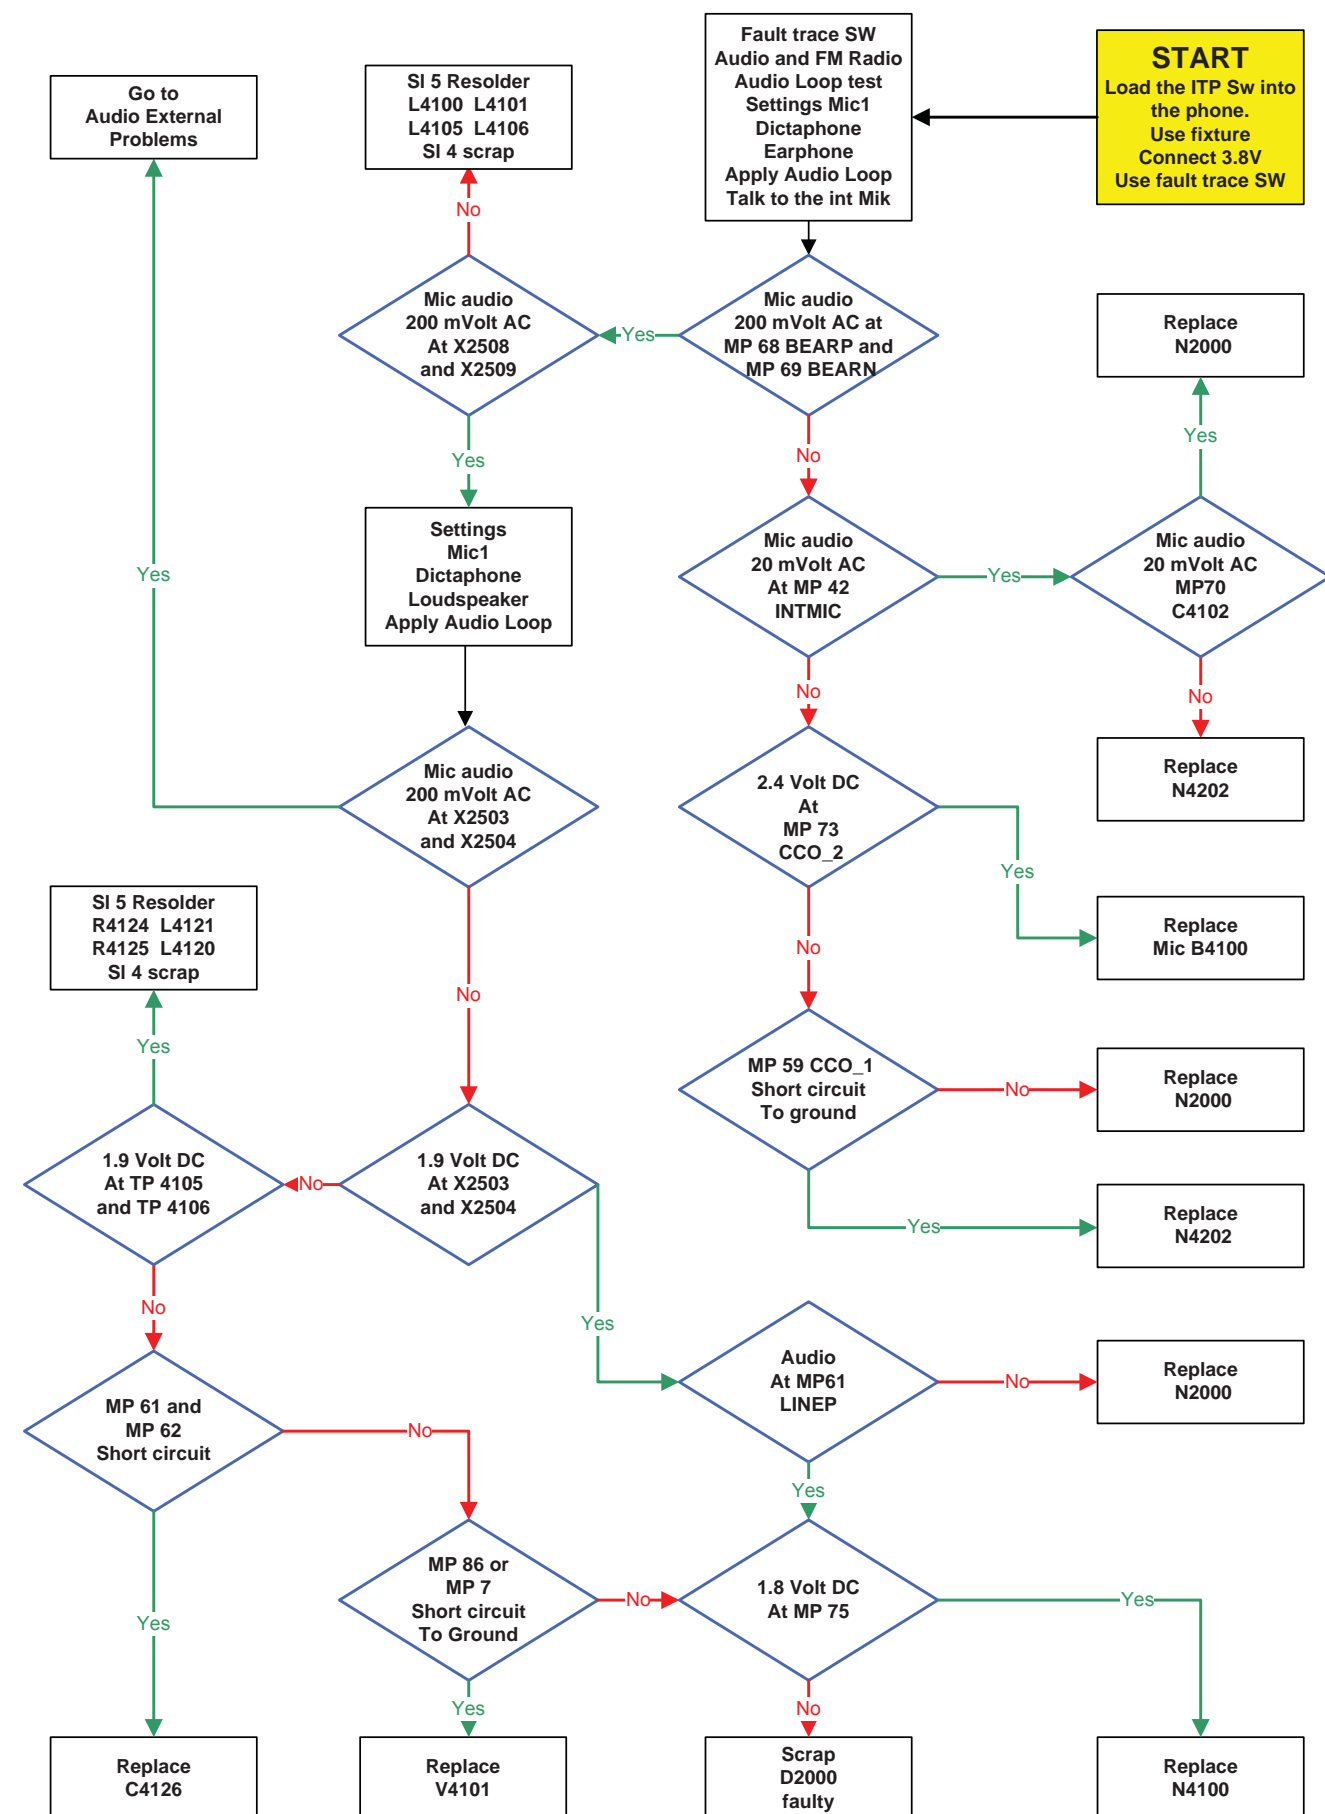 START
Load the ITP Sw into
the phone.
Use fixture
Connect 3.8V
Use fault trace SW
Fault trace SW
Audio and FM Radio
Audio Loop test
Settings Mic1
Dictaphone
Earphone
Apply Audio Loop
Talk to the int Mik
SI 5 Resolder
L4100 L4101
L4105 L4106
SI 4 scrap
Go to
Audio External
Problems
No
Mic audio
200 mVolt AC
At X2508
and X2509
Yes
Mic audio
200 mVolt AC at
MP 68 BEARP and
MP 69 BEARN
Replace
N2000
Yes
No
Yes
Settings
Mic1
Dictaphone
Loudspeaker
Apply Audio Loop
Mic audio
20 mVolt AC
At MP 42
INTMIC
Yes
Mic audio
20 mVolt AC
MP70
C4102
Yes
No
No
Mic audio
200 mVolt AC
At X2503
and X2504
2.4 Volt DC
At
MP 73
CCO_2
Replace
N4202
Yes
SI 5 Resolder
R4124 L4121
R4125 L4120
SI 4 scrap
No
No
Replace
Mic B4100
Yes
MP 59 CCO_1
Short circuit
To ground
No
Replace
N2000
1.9 Volt DC
At TP 4105
and TP 4106
No
1.9 Volt DC
At X2503
and X2504
Yes
Replace
N4202
No
Yes
Audio
At MP61
LINEP
No
Replace
N2000
MP 61 and
MP 62
Short circuit
No
Yes
MP 86 or
MP 7
Short circuit
To Ground
No
1.8 Volt DC
At MP 75
Yes
Yes
Yes
No
Replace
C4126
Replace
V4101
Scrap
D2000
faulty
Replace
N4100